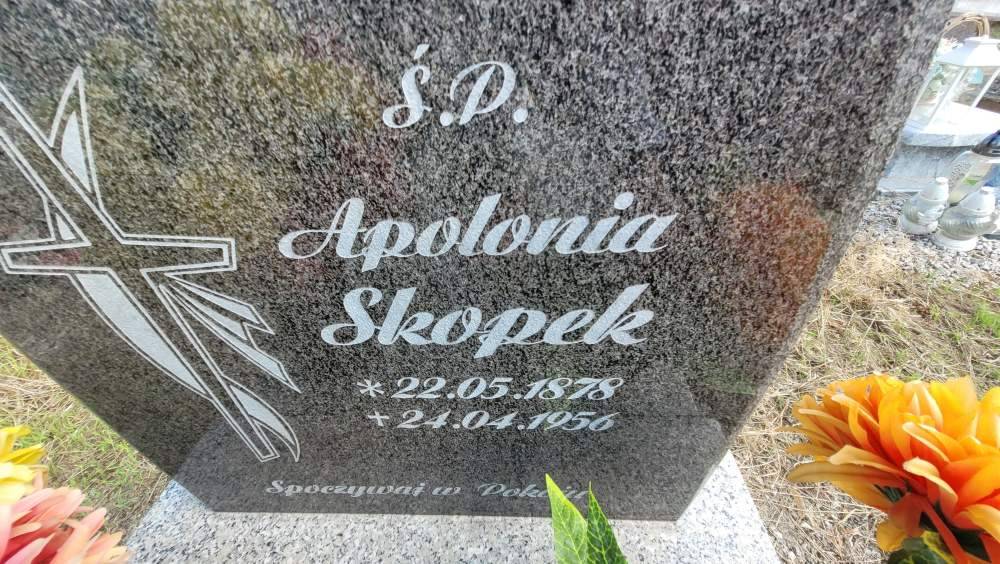 Ś.P.
Apolonia
Skopek
* 22.05.1878
+ 24.04.1956
Spoczywaj w Pokoju